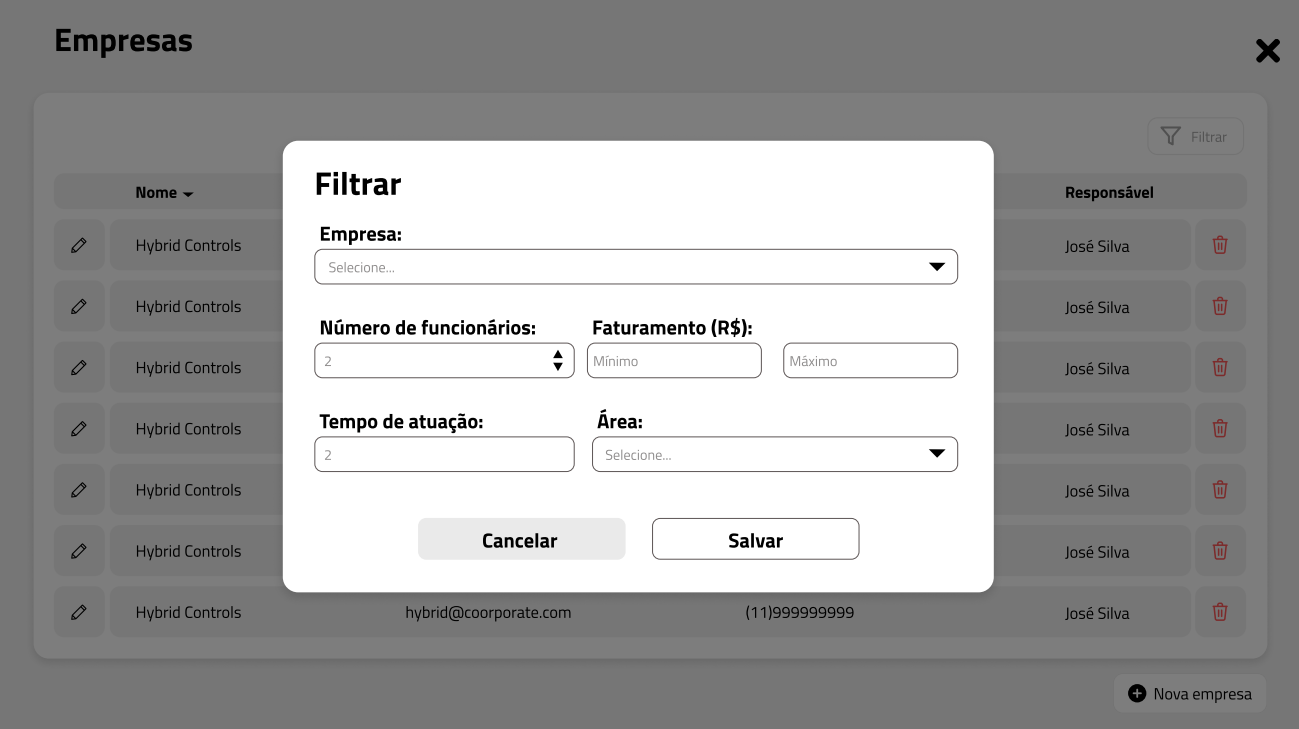 Empresas
Filtrar
Nome Responsável
Hybrid Controls José Silva
Hybrid Controls José Silva
Hybrid Controls José Silva
Hybrid Controls José Silva
Hybrid Controls José Silva
Hybrid Controls José Silva
Hybrid Controls hybrid@coorporate.com (11)999999999 José Silva
Nova empresa
Filtrar
Empresa:
Selecione...
Número de funcionários: Faturamento (R$):
2 Mínimo Máximo
Tempo de atuação: Área:
2 Selecione...
Cancelar Salvar